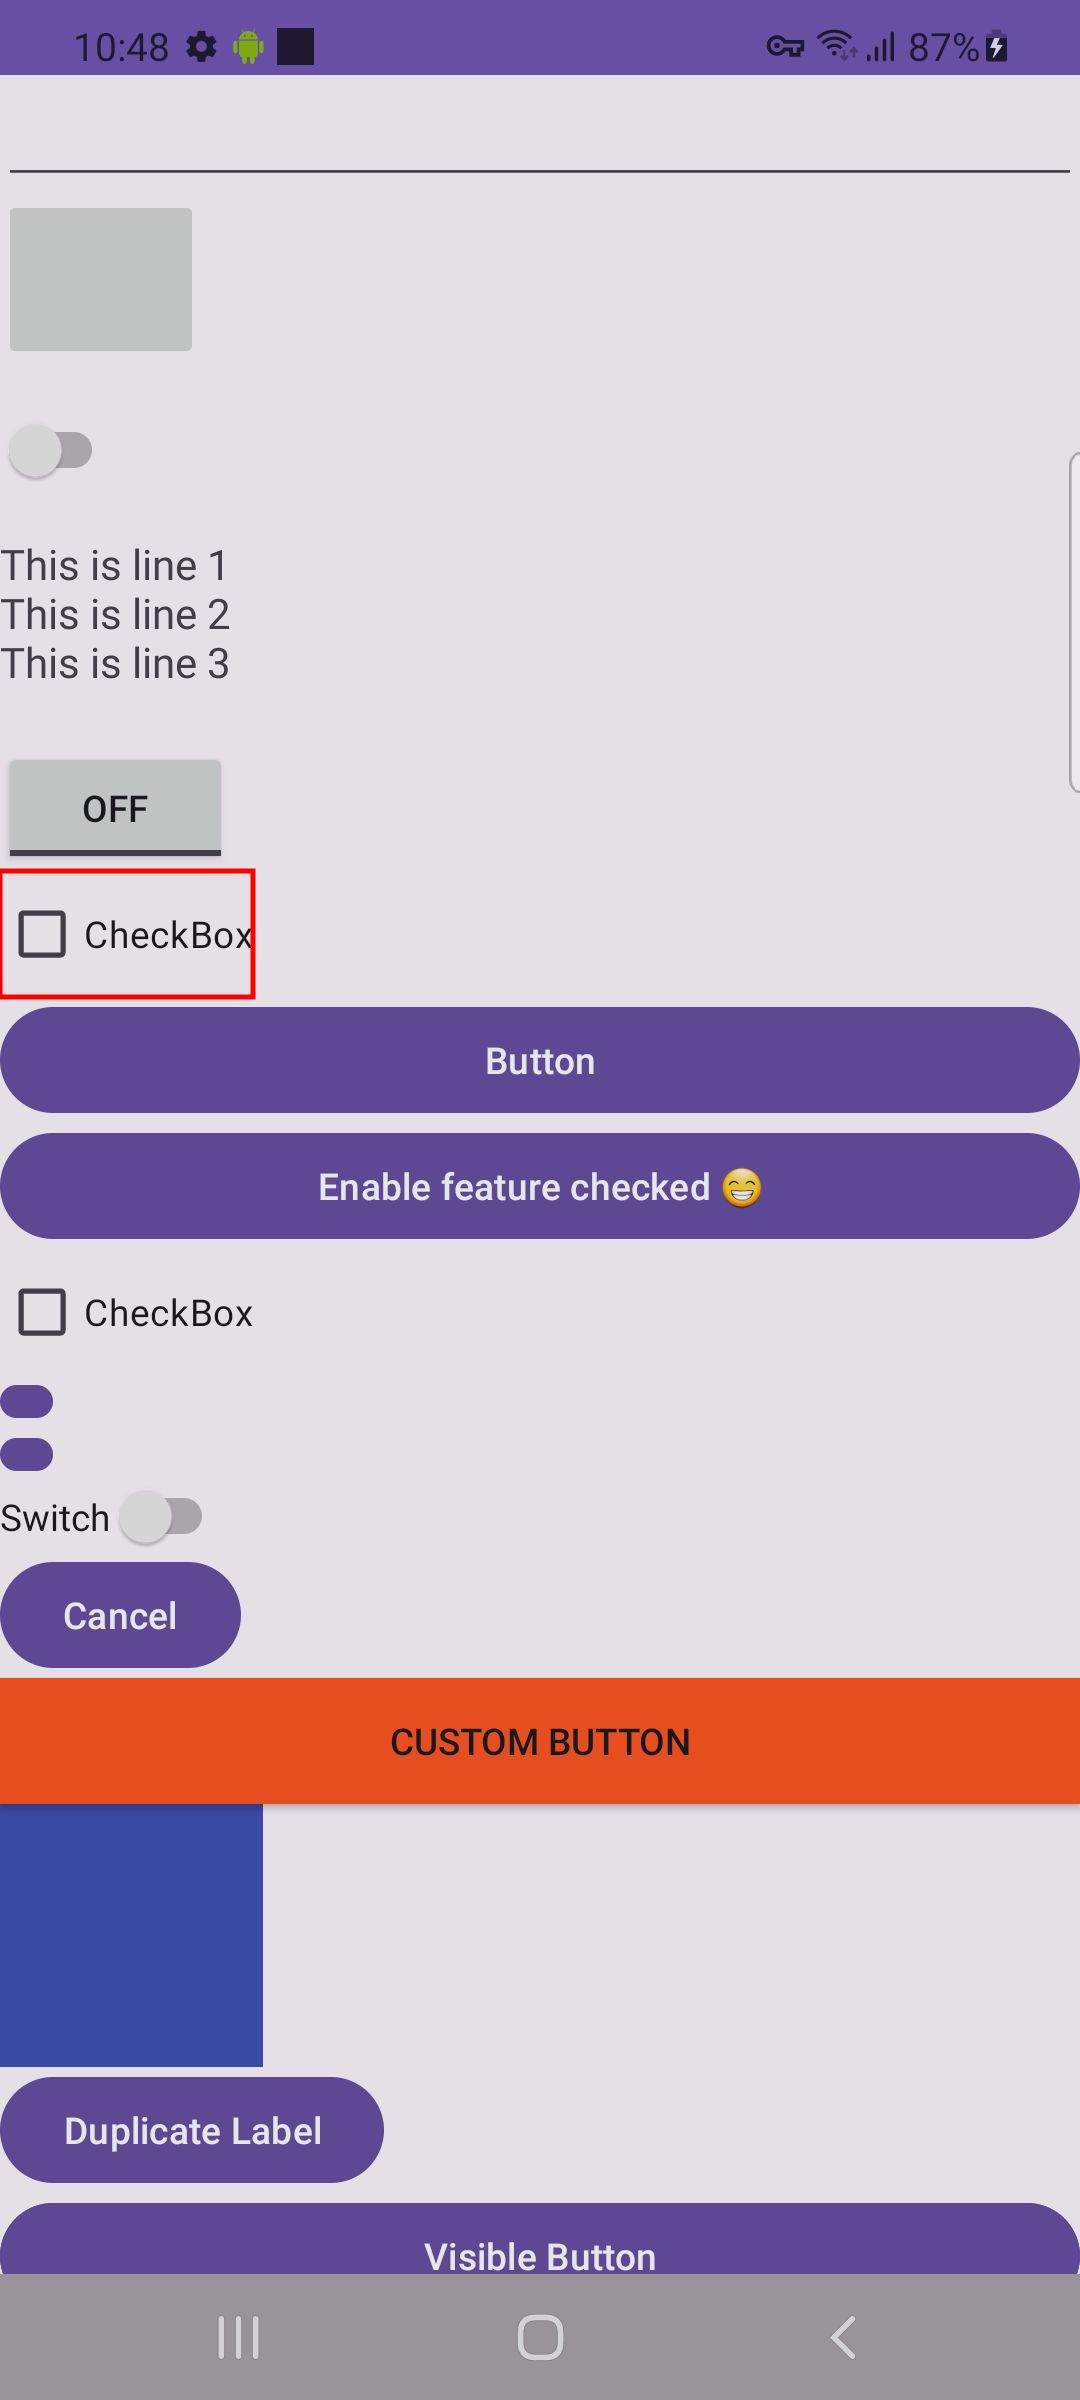 10:48 87%
This is line 1
This is line 2
This is line 3
OFF
CheckBox
Button
Enable feature checked 😁
CheckBox
Switch
Cancel
CUSTOM BUTTON
Duplicate Label
Visible Button